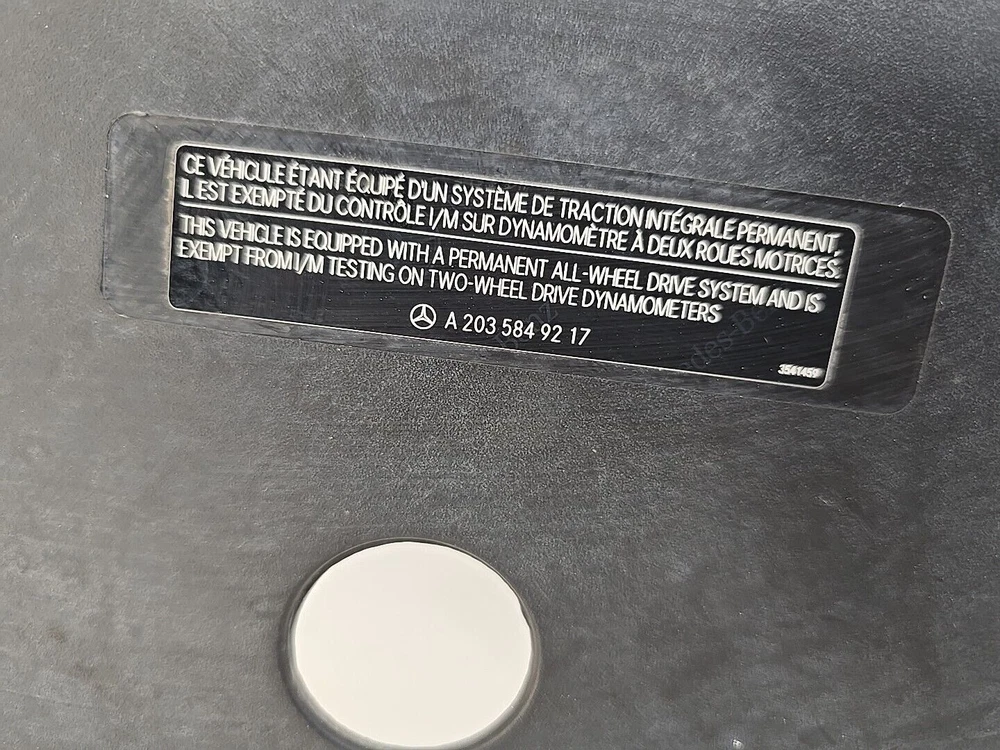 CE VÉHICULE ÉTANT ÉQUIPÉ D'UN SYSTÈME DE TRACTION INTÉGRALE PERMANENT,
IL EST EXEMPTÉ DU CONTRÔLE I/M SUR DYNAMOMÈTRE À DEUX ROUES MOTRICES.
THIS VEHICLE IS EQUIPPED WITH A PERMANENT ALL-WHEEL DRIVE SYSTEM AND IS
EXEMPT FROM I/M TESTING ON TWO-WHEEL DRIVE DYNAMOMETERS
A 203 584 92 17
3541459